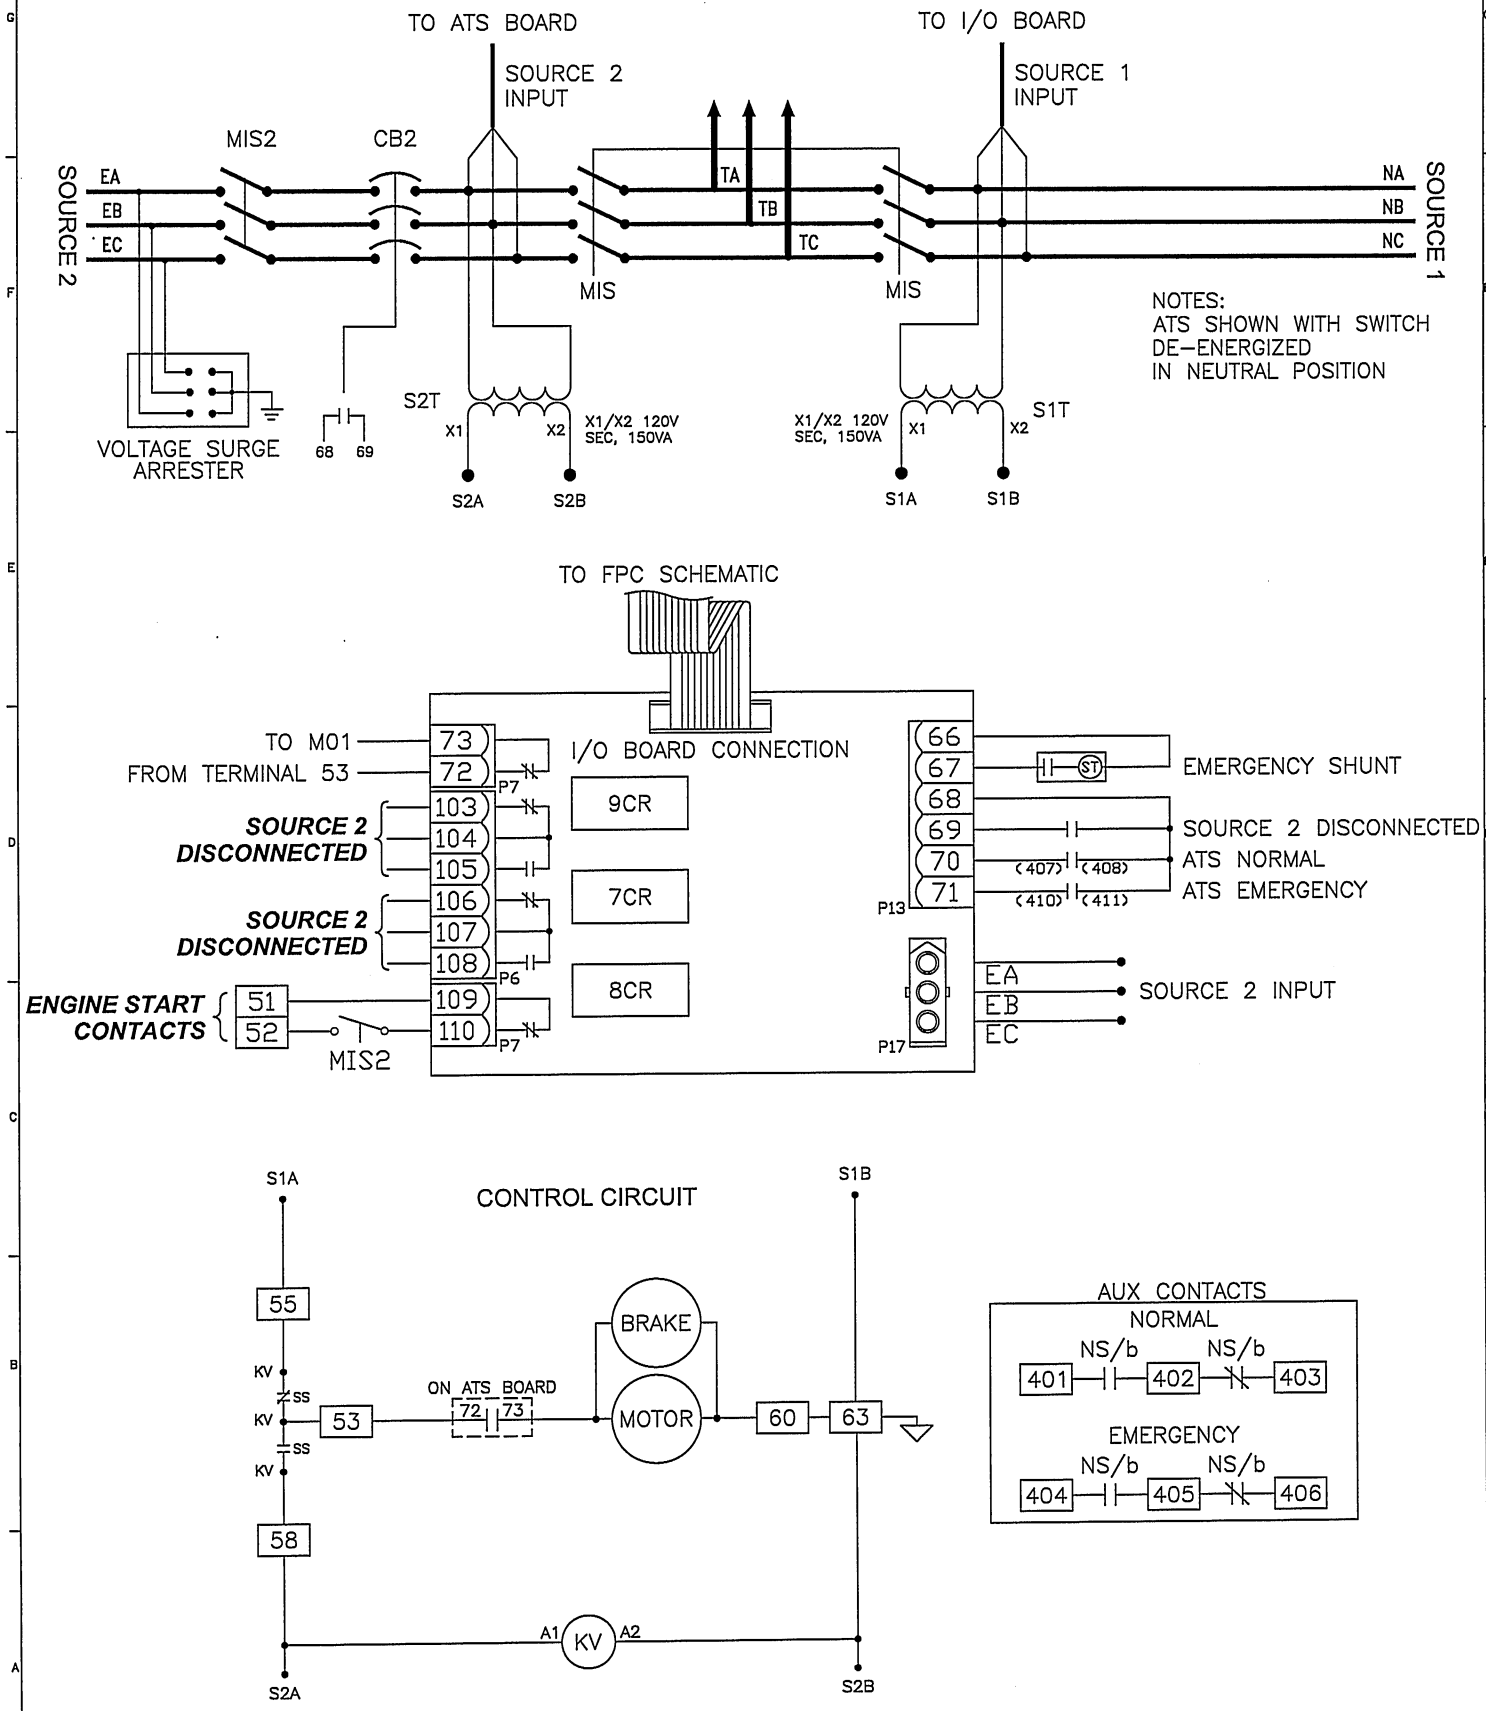 G
TO ATS BOARD
TO I/O BOARD
SOURCE 2
INPUT
SOURCE 1
INPUT
MIS2
CB2
SOURCE 2
EA
EB
EC
TA
TB
TC
NA
NB
NC
SOURCE 1
MIS
MIS
F
NOTES:
ATS SHOWN WITH SWITCH
DE-ENERGIZED
IN NEUTRAL POSITION
VOLTAGE SURGE
ARRESTER
68 69
S2T
X1 X2
X1/X2 120V
SEC, 150VA
S2A S2B
X1/X2 120V
SEC, 150VA
X1 X2
S1T
S1A S1B
E
TO FPC SCHEMATIC
I/O BOARD CONNECTION
TO M01 73
FROM TERMINAL 53 72
P7
D
SOURCE 2
DISCONNECTED
103
104
105
SOURCE 2
DISCONNECTED
106
107
108
P6
ENGINE START
CONTACTS
51
52
MIS2
109
110
P7
9CR
7CR
8CR
66
67 ST EMERGENCY SHUNT
68
69 SOURCE 2 DISCONNECTED
70 (407) (408) ATS NORMAL
71 (410) (411) ATS EMERGENCY
P13
EA
EB
EC
SOURCE 2 INPUT
P17
C
CONTROL CIRCUIT
S1A
S1B
55
B
KV
SS
KV
SS
KV
53
ON ATS BOARD
72 73
BRAKE
MOTOR
60
63
58
A1 KV A2
A
S2A
S2B
AUX CONTACTS
NORMAL
NS/b NS/b
401 402 403
EMERGENCY
NS/b NS/b
404 405 406